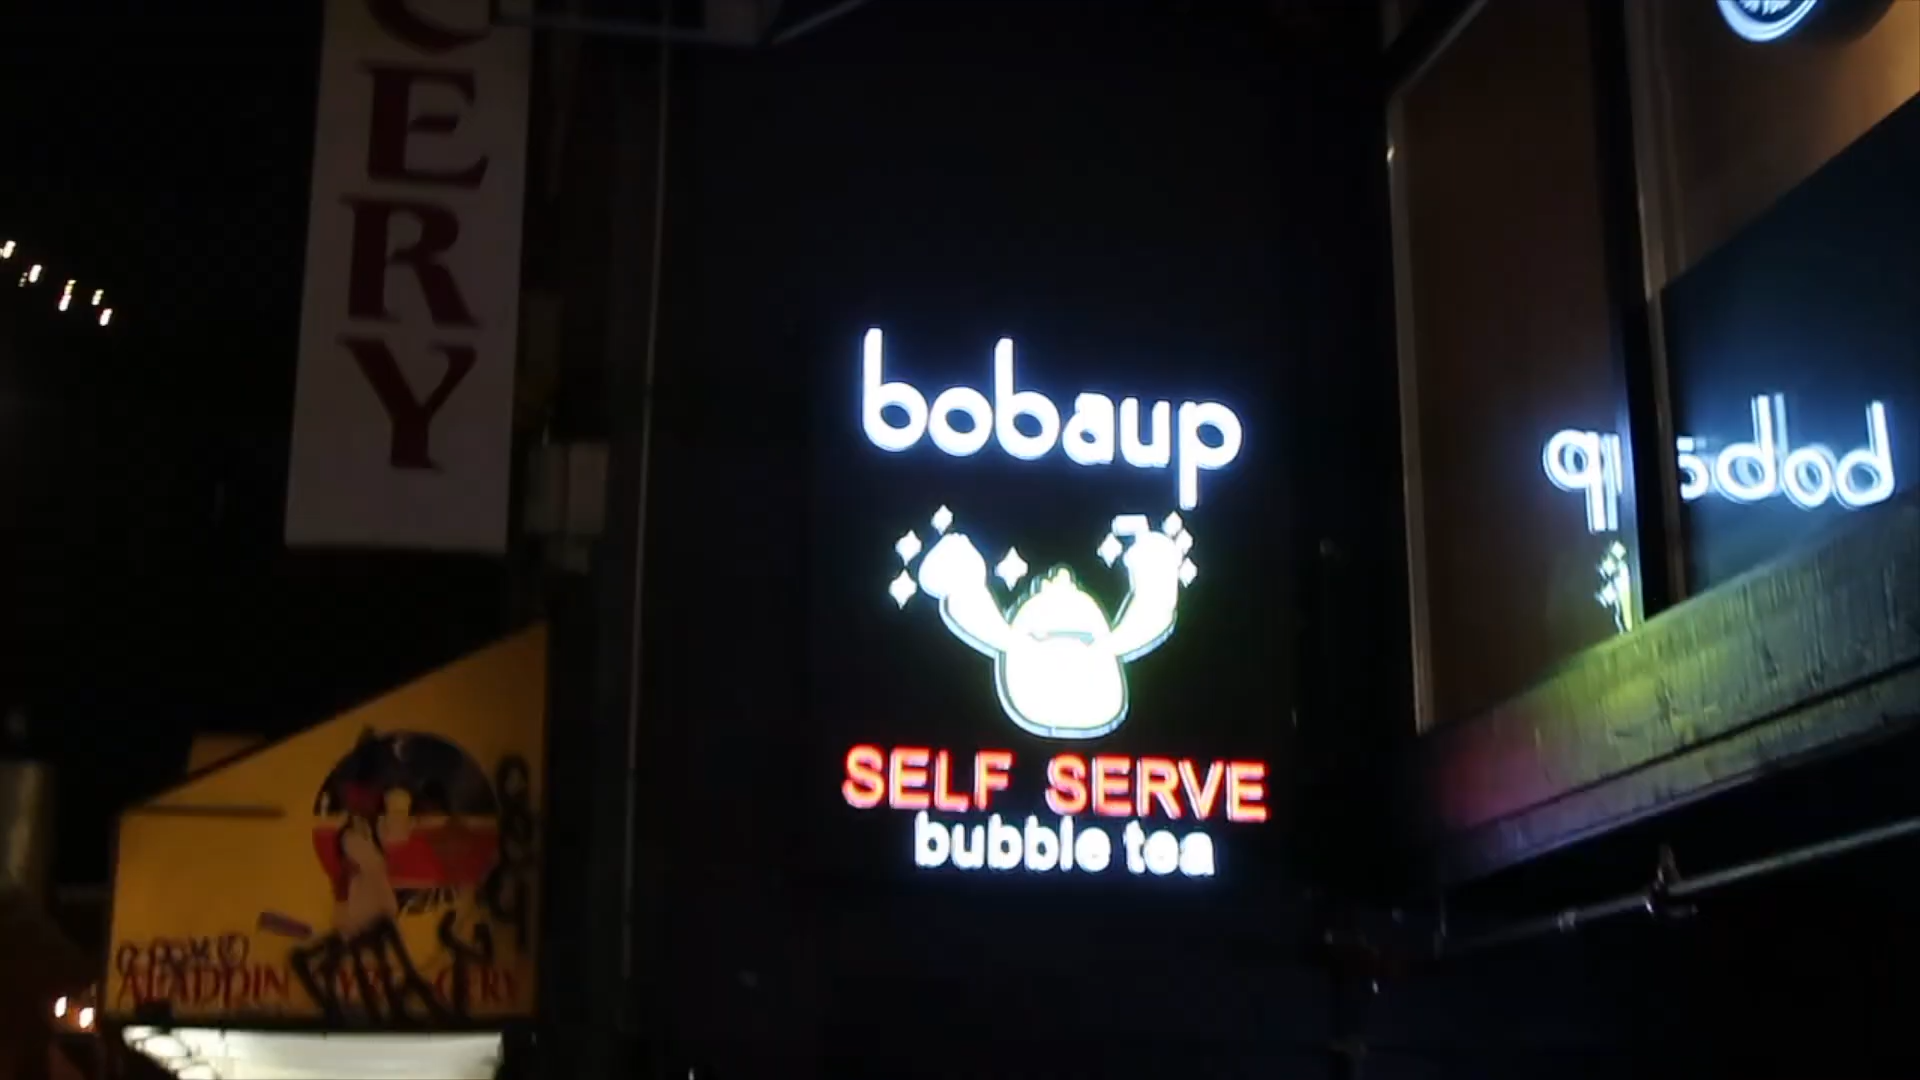 CERY
bobaup
SELF SERVE
bubble tea
ALADDIN